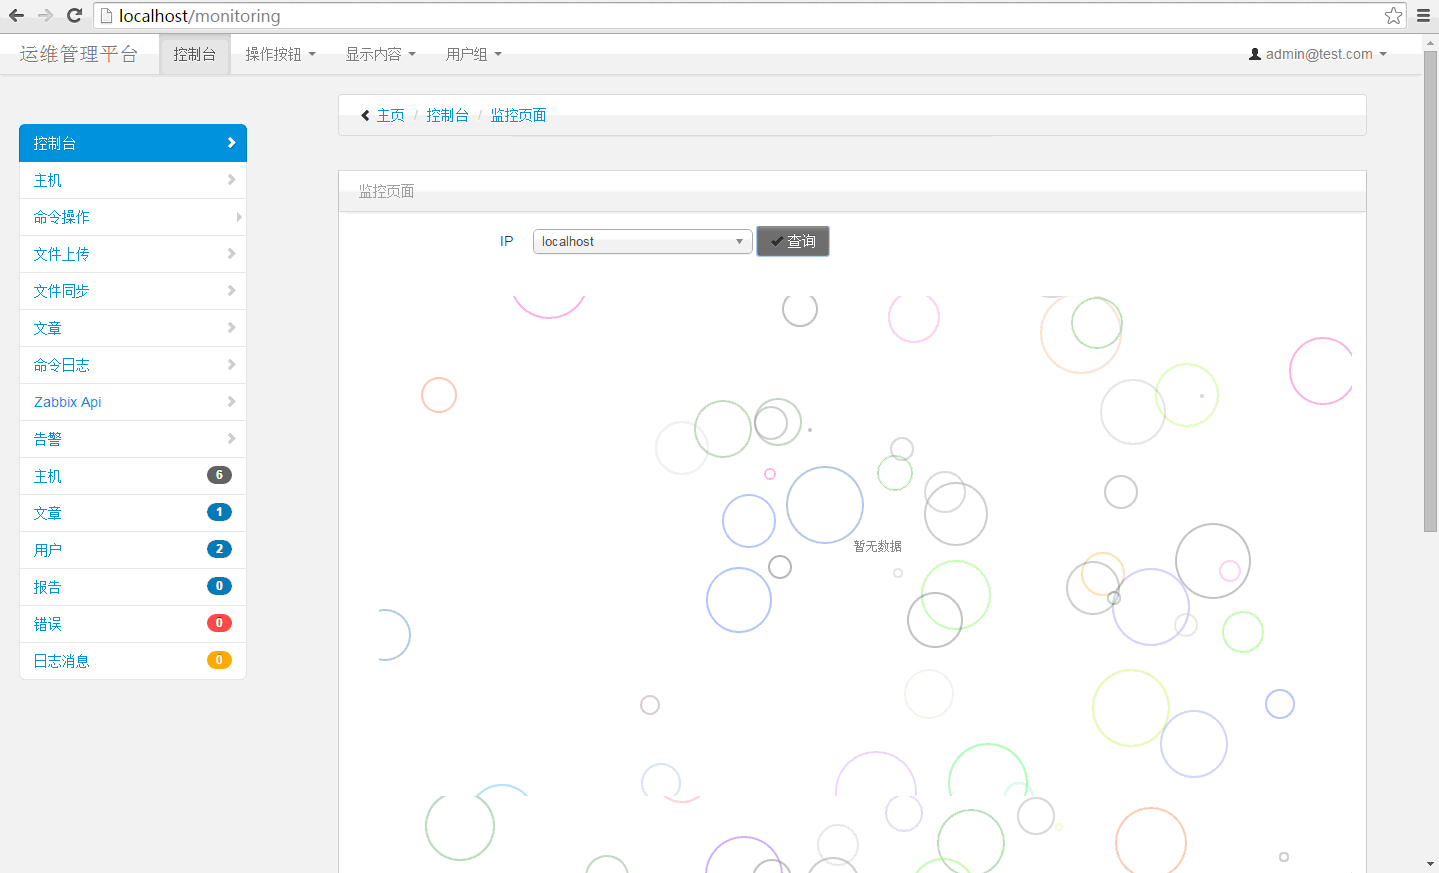 localhost/monitoring
运维管理平台 控制台 操作按钮 显示内容 用户组 admin@test.com
主页 / 控制台 / 监控页面
控制台
主机
命令操作
文件上传
文件同步
文章
命令日志
Zabbix Api
告警
主机 6
文章 1
用户 2
报告 0
错误 0
日志消息 0
监控页面
IP localhost 查询
暂无数据